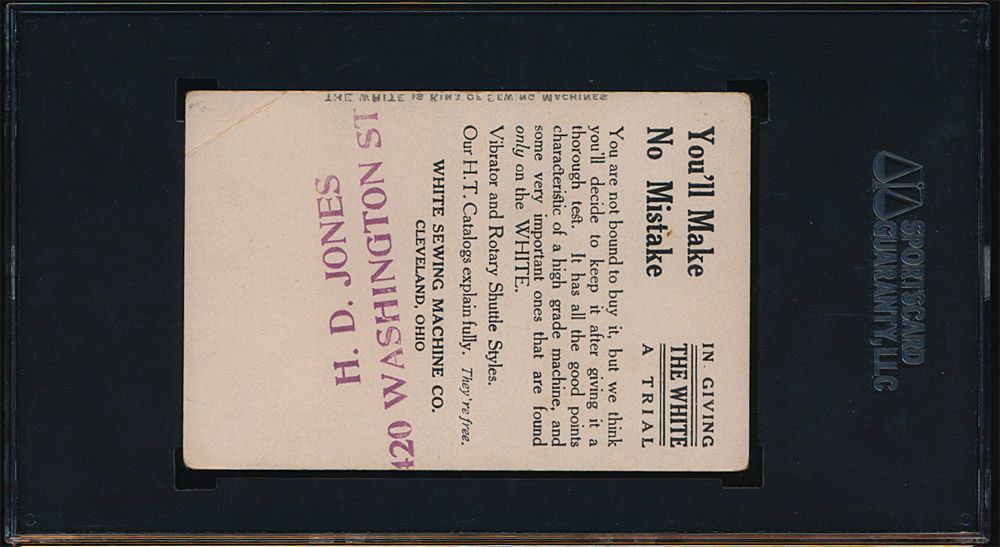 You'll Make
No Mistake
IN GIVING
THE WHITE
A TRIAL
You are not bound to buy it, but we think
you'll decide to keep it after giving it a
thorough test. It has all the good points
characteristic of a high grade machine, and
some very important ones that are found
only on the WHITE.
Vibrator and Rotary Shuttle Styles.
Our H. T. Catalogs explain fully. They're free.
WHITE SEWING MACHINE CO.
CLEVELAND, OHIO
420 WASHINGTON ST
H. D. JONES
THE WHITE IS KING OF SEWING MACHINES
SPORTSCARD
GUARANTY, LLC